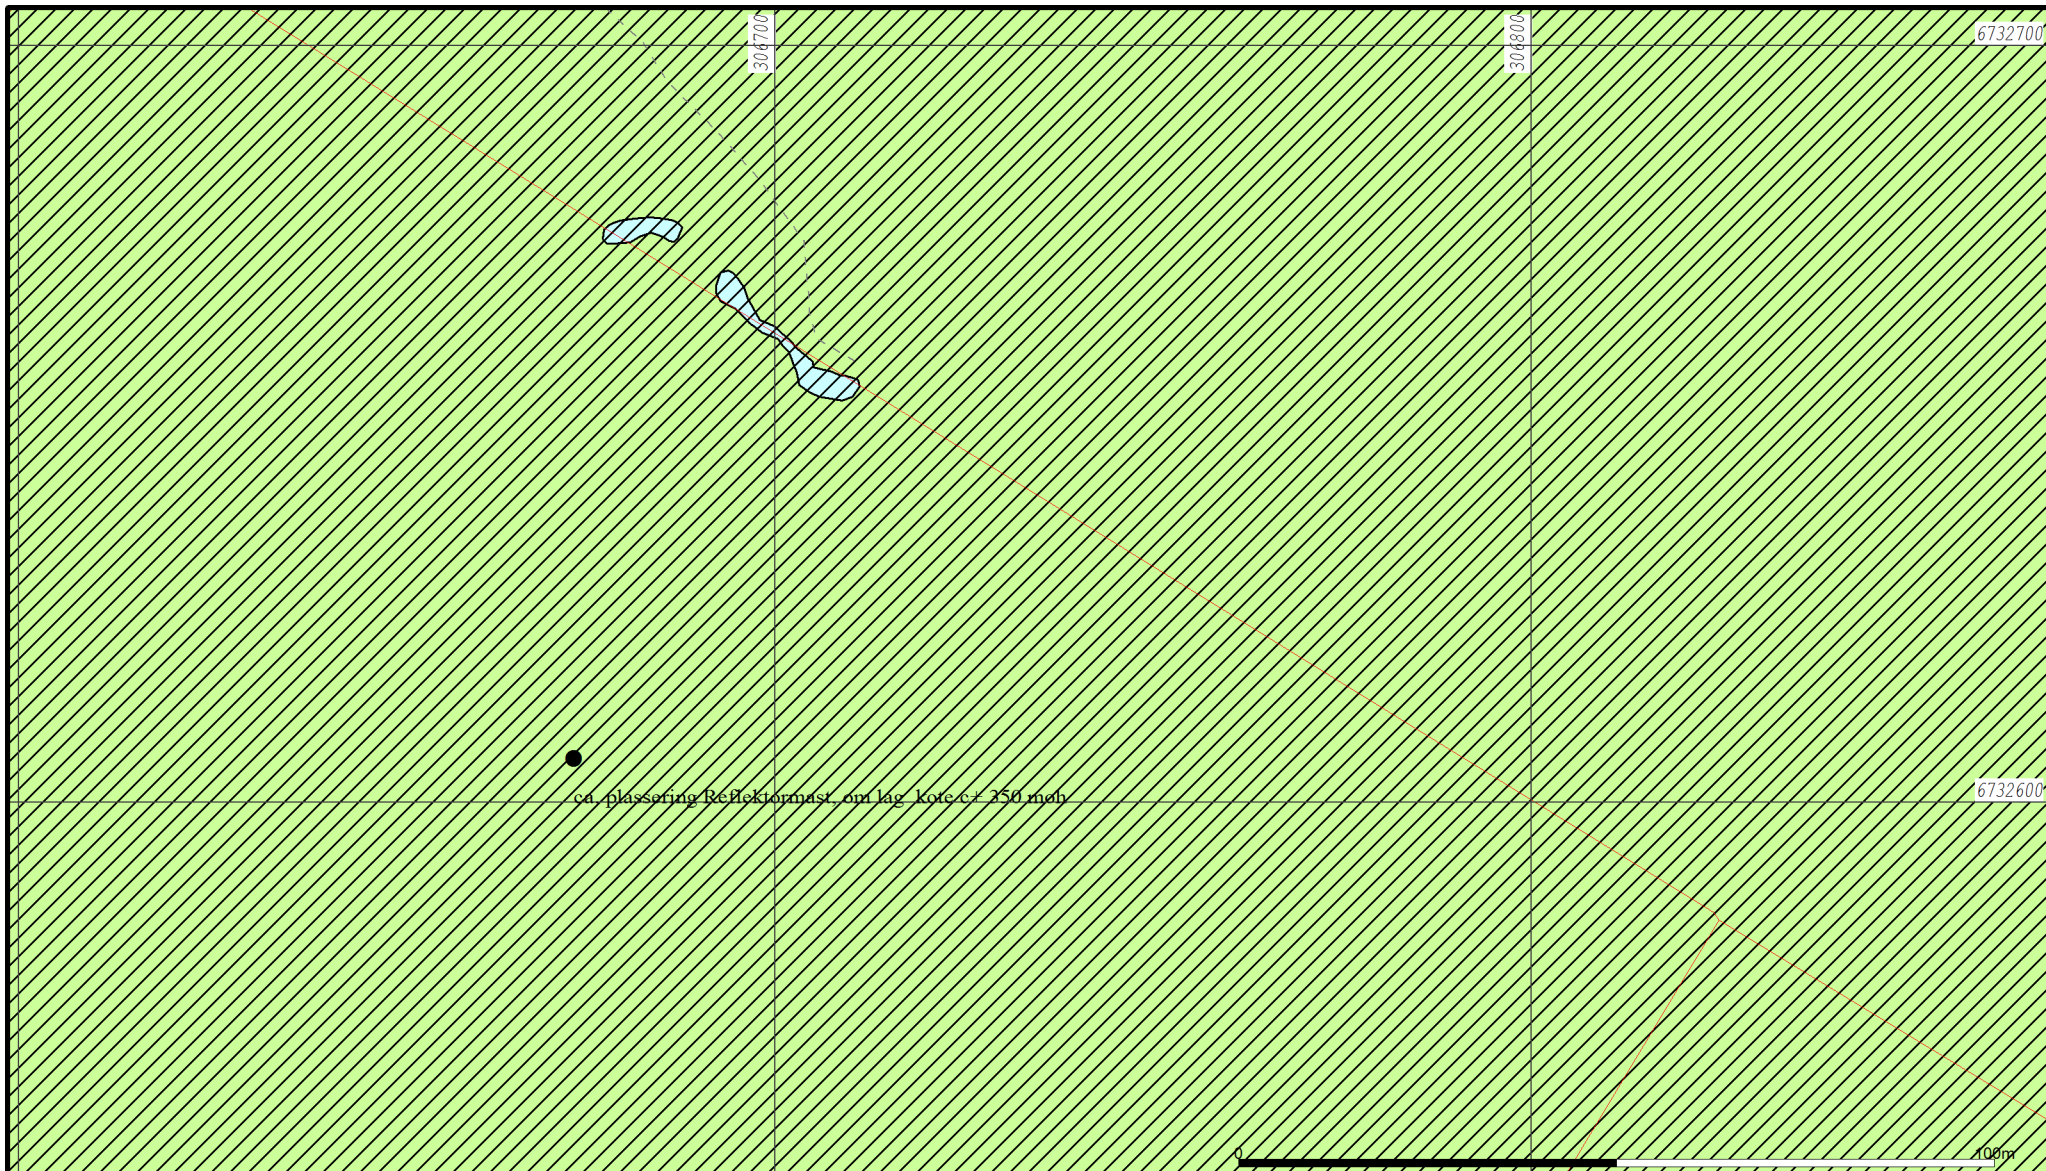 306700
306800
6732700
ca, plassering Reflektormast, om lag kote c+ 350 moh
6732600
0
100m